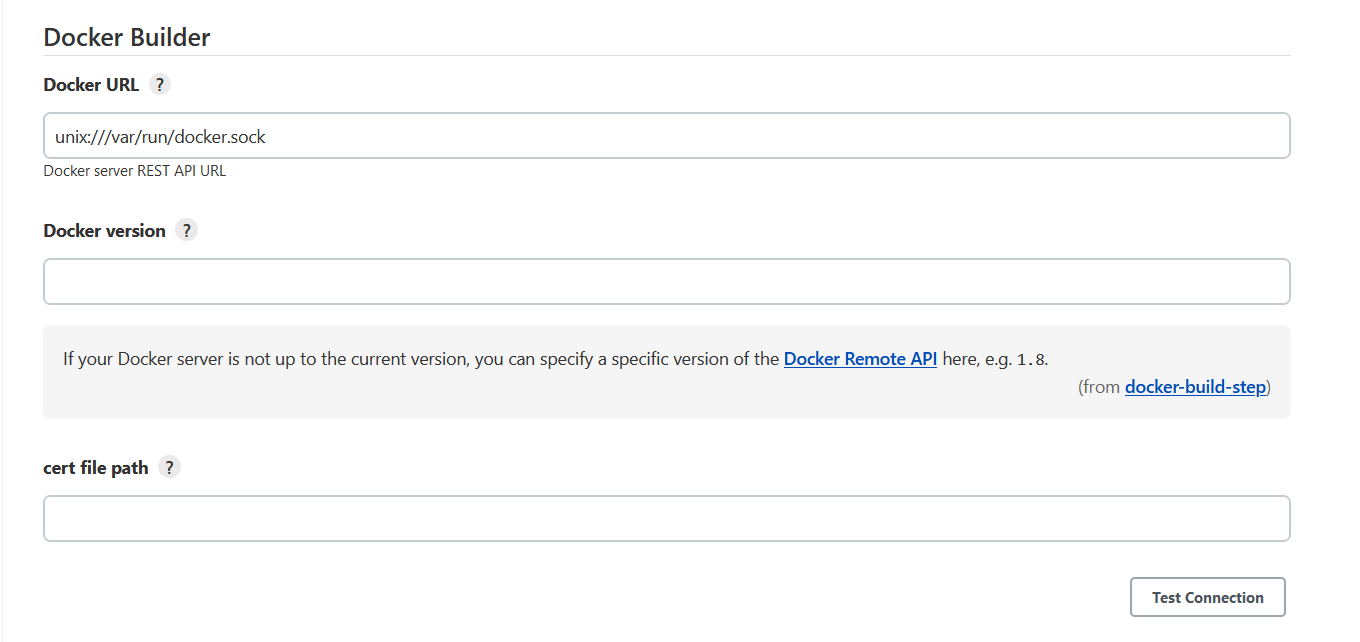 Docker Builder
Docker URL ?
unix:///var/run/docker.sock
Docker server REST API URL
Docker version ?
If your Docker server is not up to the current version, you can specify a specific version of the Docker Remote API here, e.g. 1.8.
(from docker-build-step)
cert file path ?
Test Connection